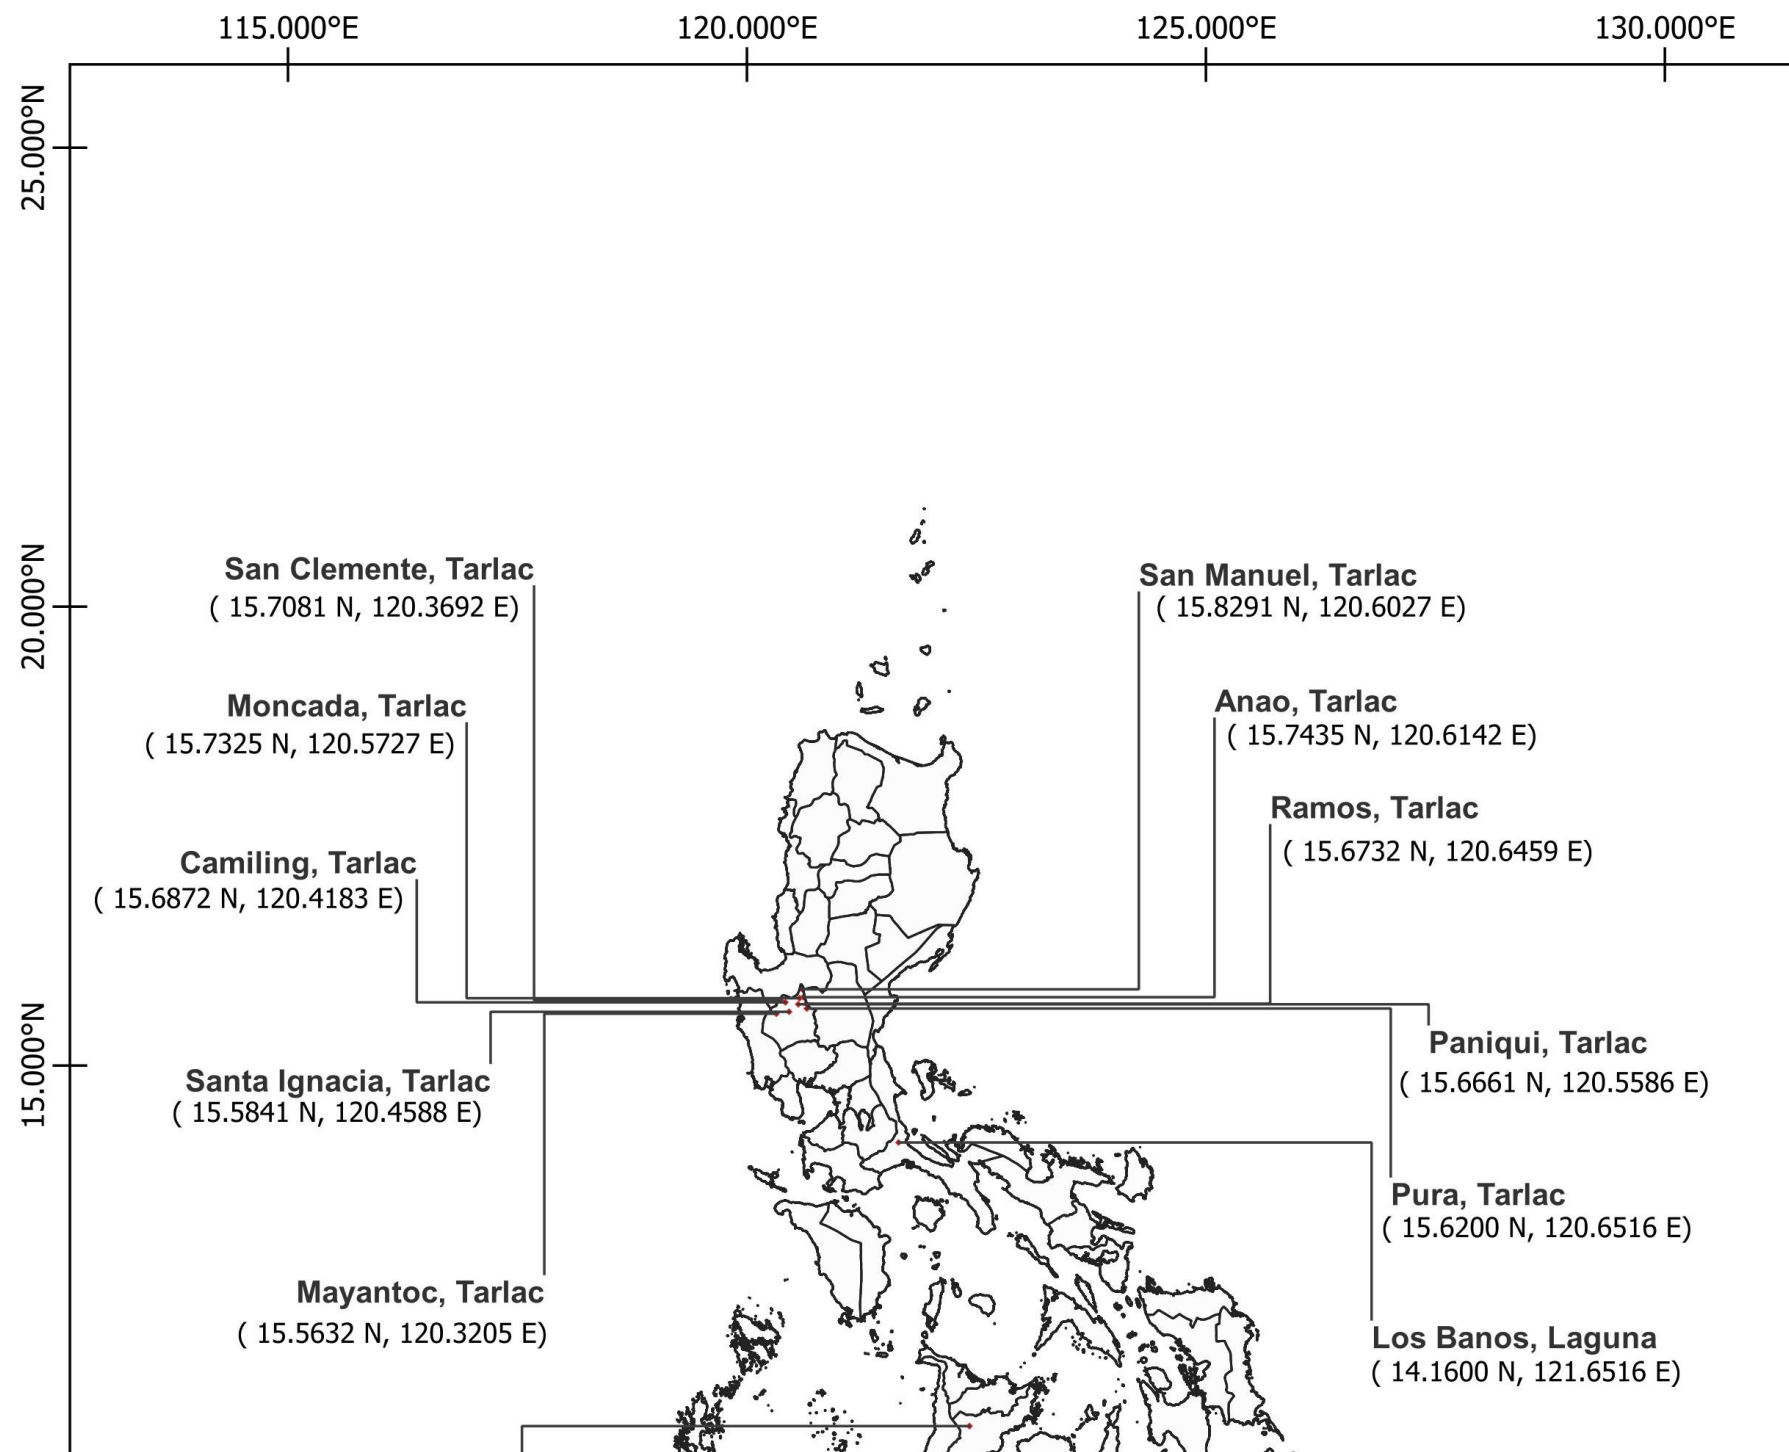 115.000°E
120.000°E
125.000°E
130.000°E
25.000°N
20.000°N
15.000°N
San Clemente, Tarlac
( 15.7081 N, 120.3692 E)
Moncada, Tarlac
( 15.7325 N, 120.5727 E)
Camiling, Tarlac
( 15.6872 N, 120.4183 E)
Santa Ignacia, Tarlac
( 15.5841 N, 120.4588 E)
Mayantoc, Tarlac
( 15.5632 N, 120.3205 E)
San Manuel, Tarlac
( 15.8291 N, 120.6027 E)
Anao, Tarlac
( 15.7435 N, 120.6142 E)
Ramos, Tarlac
( 15.6732 N, 120.6459 E)
Paniqui, Tarlac
( 15.6661 N, 120.5586 E)
Pura, Tarlac
( 15.6200 N, 120.6516 E)
Los Banos, Laguna
( 14.1600 N, 121.6516 E)